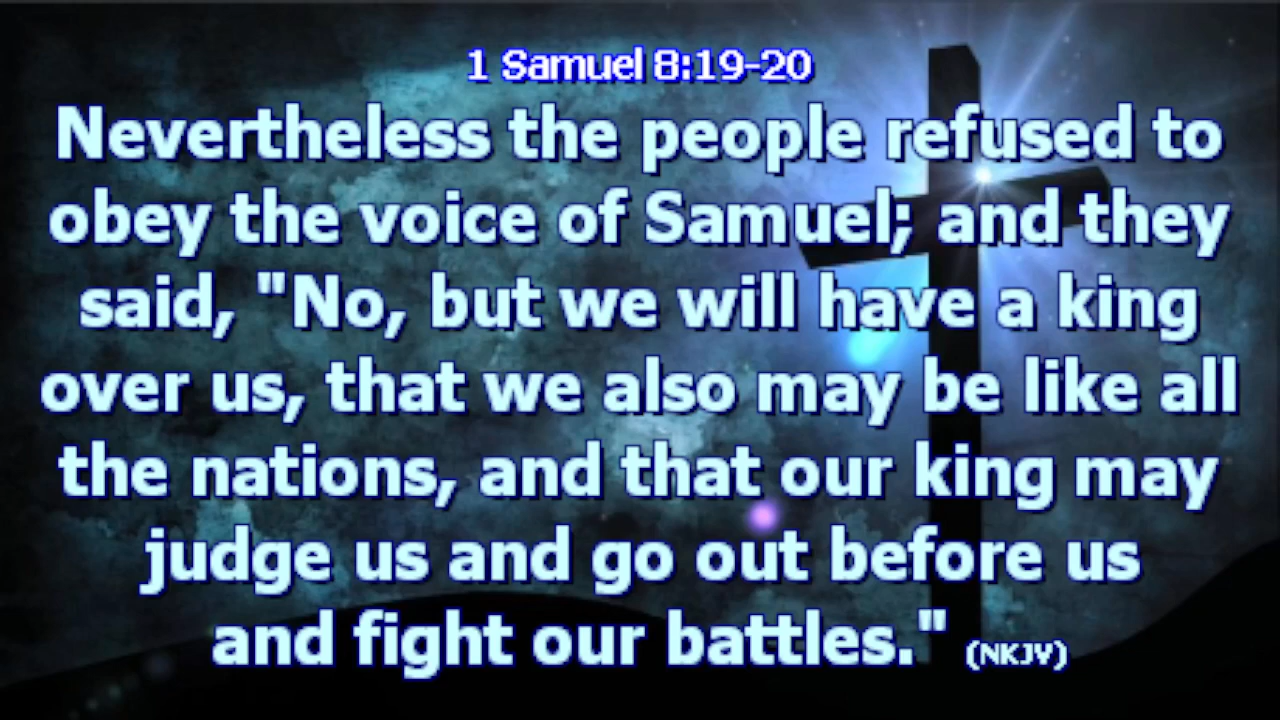 1 Samuel 8:19-20
Nevertheless the people refused to
obey the voice of Samuel; and they
said, "No, but we will have a king
over us, that we also may be like all
the nations, and that our king may
judge us and go out before us
and fight our battles." (NKJV)